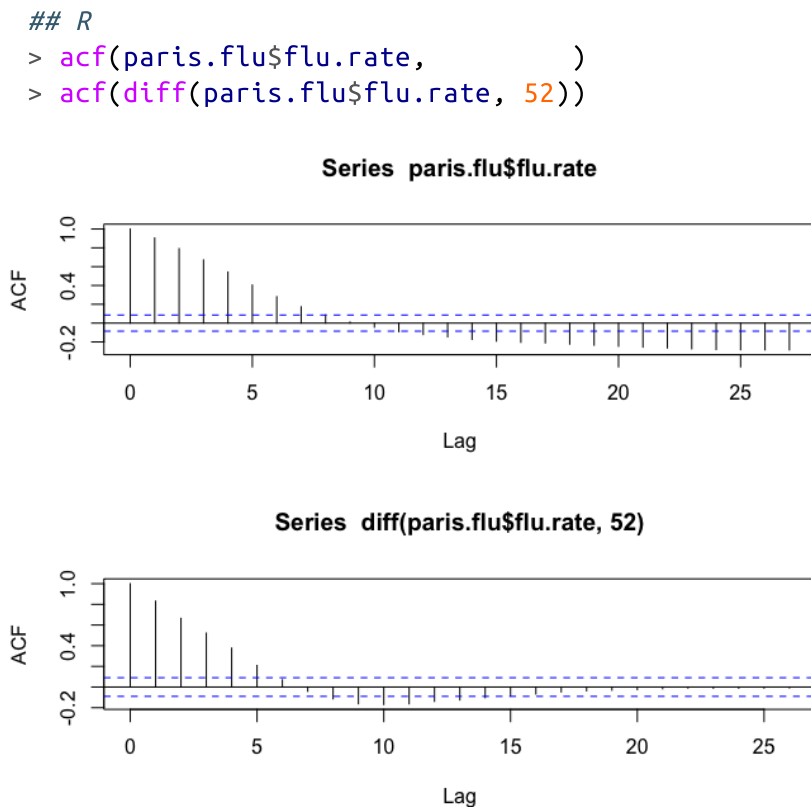 ## R
> acf(paris.flu$flu.rate,          )
> acf(diff(paris.flu$flu.rate, 52))
Series paris.flu$flu.rate
ACF
1.0
0.4
-0.2
0 5 10 15 20 25
Lag
Series diff(paris.flu$flu.rate, 52)
ACF
1.0
0.4
-0.2
0 5 10 15 20 25
Lag